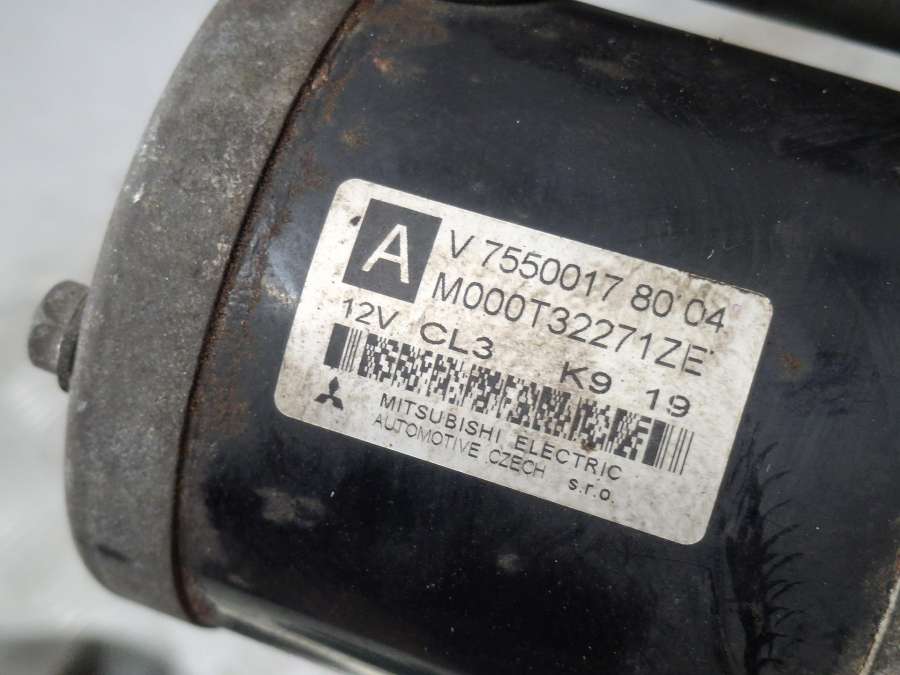 A
V 7550017 80 04
M000T32271ZE
12V CL3 K9 19
MITSUBISHI ELECTRIC
AUTOMOTIVE CZECH s.r.o.